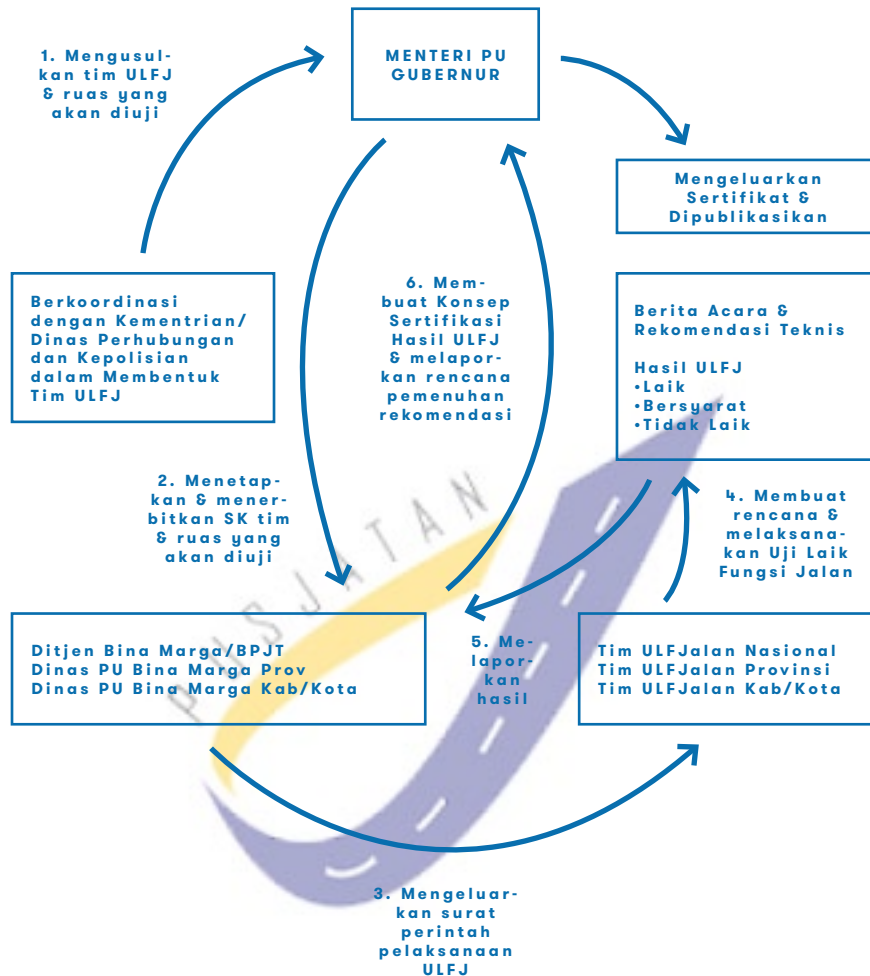 1. Mengusul-
kan tim ULFJ
& ruas yang
akan diuji
MENTERI PU
GUBERNUR
Mengeluarkan
Sertifikat &
Dipublikasikan
Berkoordinasi
dengan Kementrian/
Dinas Perhubungan
dan Kepolisian
dalam Membentuk
Tim ULFJ
6. Mem-
buat Konsep
Sertifikasi
Hasil ULFJ
& melapor-
kan rencana
pemenuhan
rekomendasi
Berita Acara &
Rekomendasi Teknis
Hasil ULFJ
•Laik
•Bersyarat
•Tidak Laik
2. Menetap-
kan & mener-
bitkan SK tim
& ruas yang
akan diuji
4. Membuat
rencana &
melaksana-
kan Uji Laik
Fungsi Jalan
PUSJATAN
Ditjen Bina Marga/BPJT
Dinas PU Bina Marga Prov
Dinas PU Bina Marga Kab/Kota
5. Me-
lapor-
kan
hasil
Tim ULFJalan Nasional
Tim ULFJalan Provinsi
Tim ULFJalan Kab/Kota
3. Mengeluar-
kan surat
perintah
pelaksanaan
ULFJ